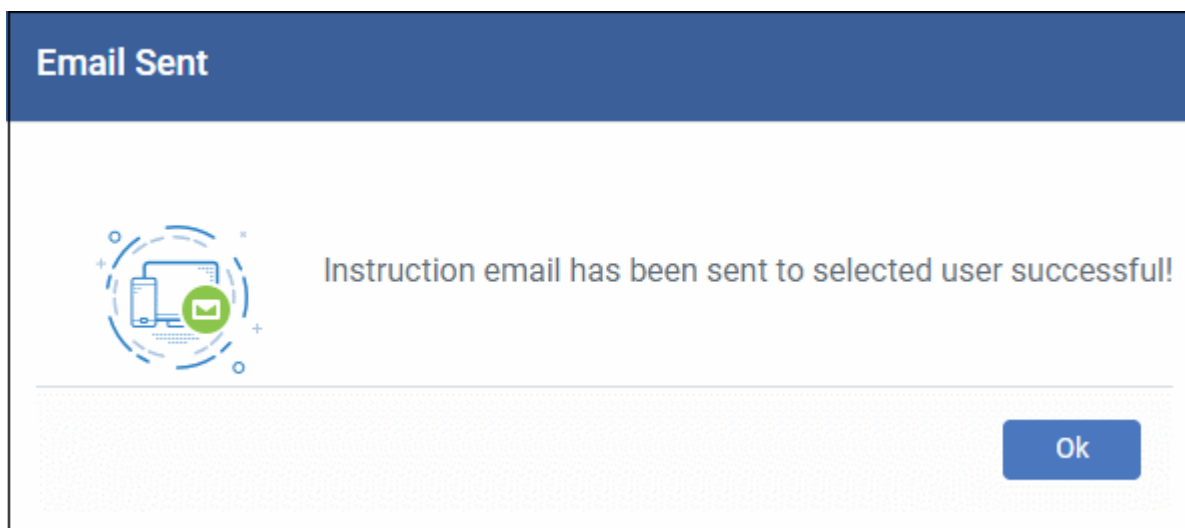 Email Sent
Instruction email has been sent to selected user successful!
Ok